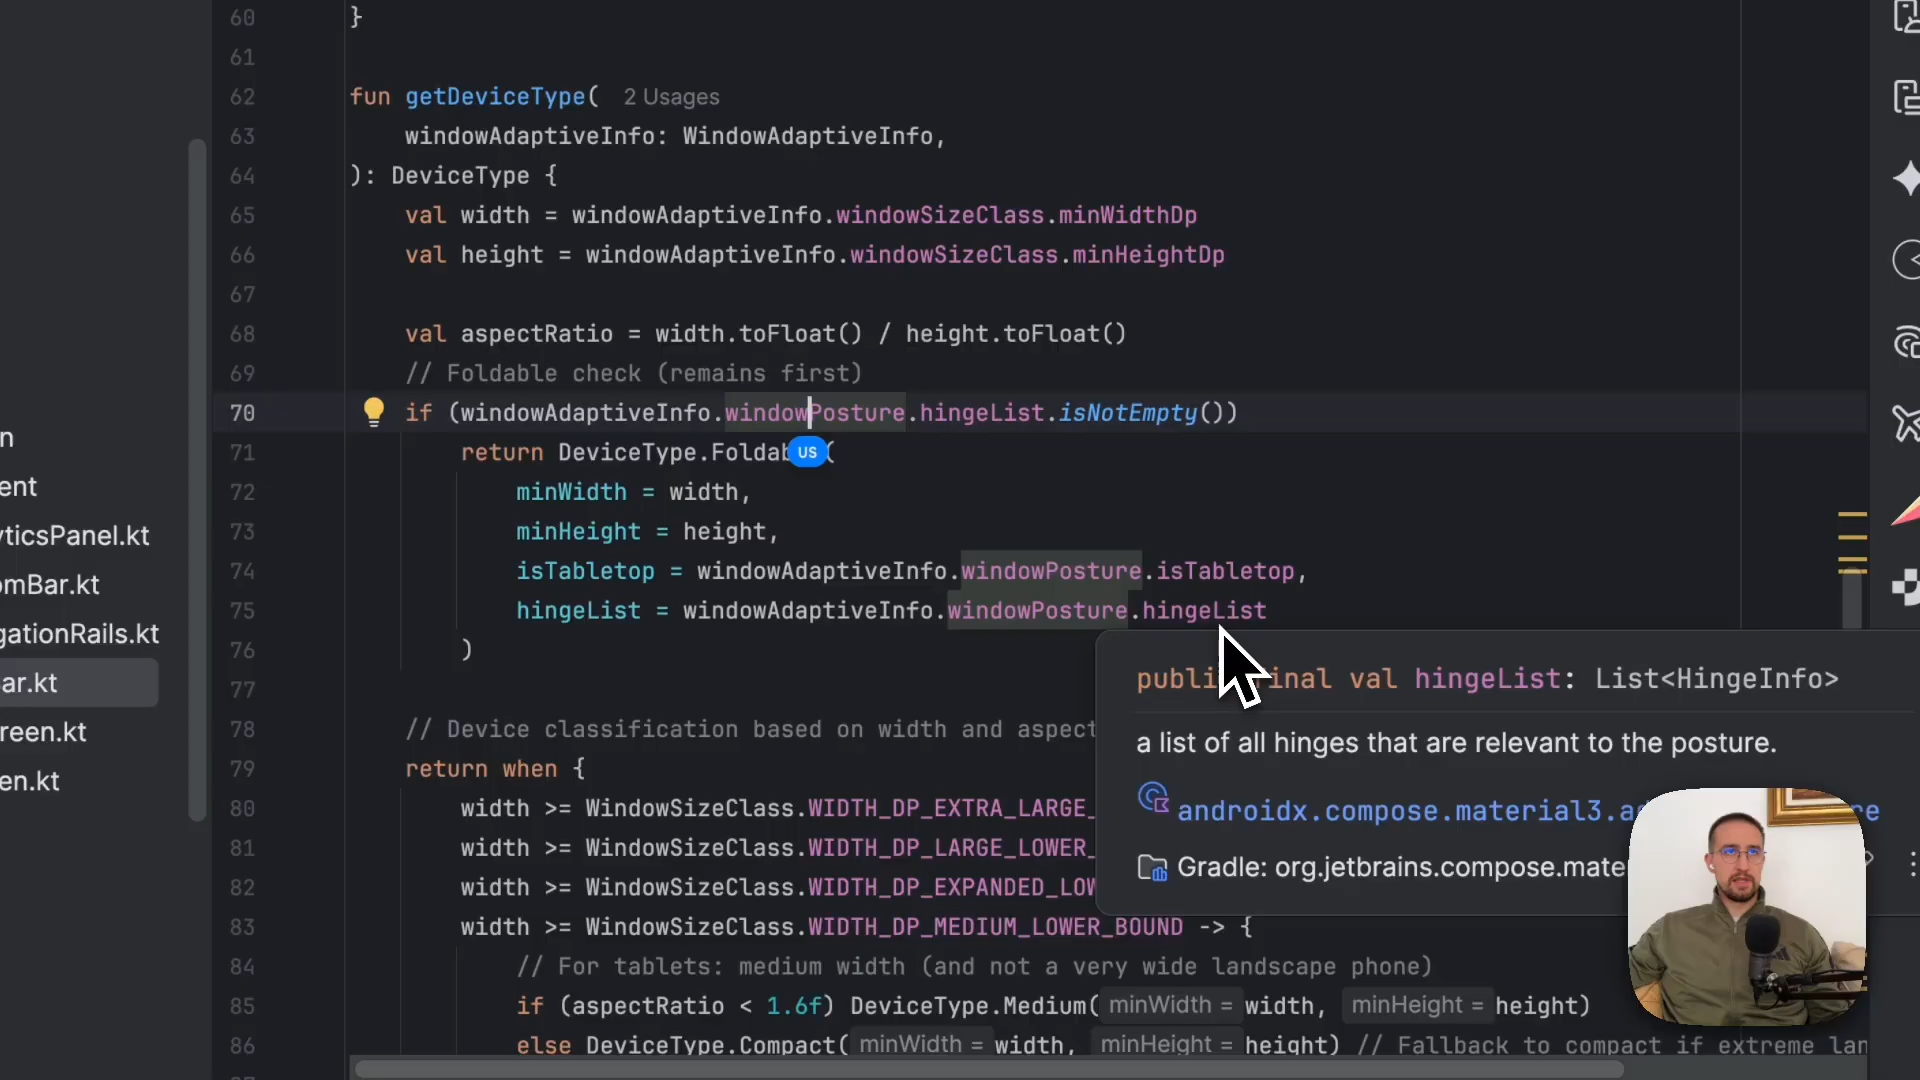 60 }
61
62 fun getDeviceType( 2 Usages
63 windowAdaptiveInfo: WindowAdaptiveInfo,
64 ): DeviceType {
65 val width = windowAdaptiveInfo.windowSizeClass.minWidthDp
66 val height = windowAdaptiveInfo.windowSizeClass.minHeightDp
67
68 val aspectRatio = width.toFloat() / height.toFloat()
69 // Foldable check (remains first)
70 if (windowAdaptiveInfo.windowPosture.hingeList.isNotEmpty())
71 return DeviceType.Foldab US (
72 minWidth = width,
73 minHeight = height,
74 isTabletop = windowAdaptiveInfo.windowPosture.isTabletop,
75 hingeList = windowAdaptiveInfo.windowPosture.hingeList
76 )
77
78 // Device classification based on width and aspect
79 return when {
80 width >= WindowSizeClass.WIDTH_DP_EXTRA_LARGE_
81 width >= WindowSizeClass.WIDTH_DP_LARGE_LOWER_
82 width >= WindowSizeClass.WIDTH_DP_EXPANDED_LOW
83 width >= WindowSizeClass.WIDTH_DP_MEDIUM_LOWER_BOUND -> {
84 // For tablets: medium width (and not a very wide landscape phone)
85 if (aspectRatio < 1.6f) DeviceType.Medium( minWidth = width, minHeight = height)
86 else DeviceType.Compact( minWidth = width, minHeight = height) // Fallback to compact if extreme lan
n
ent
yticsPanel.kt
omBar.kt
gationRails.kt
ar.kt
reen.kt
en.kt
publi inal val hingeList: List<HingeInfo>
a list of all hinges that are relevant to the posture.
androidx.compose.material3.a re
Gradle: org.jetbrains.compose.mate